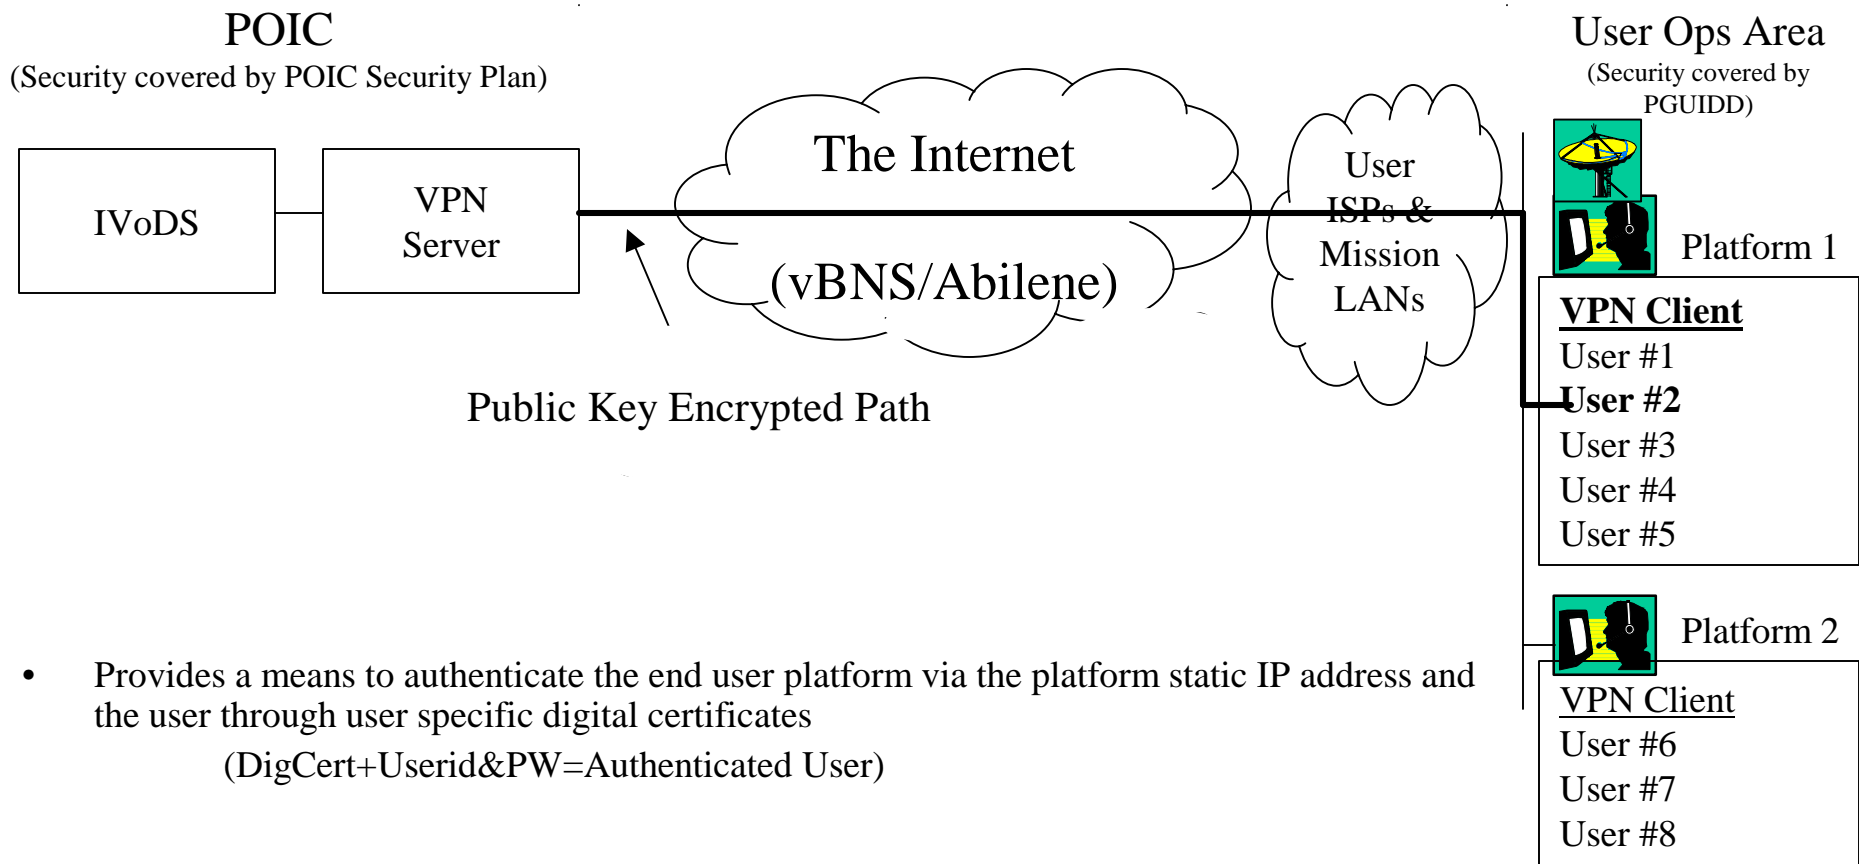 POIC
(Security covered by POIC Security Plan)
IVoDS
VPN
Server
The Internet
(vBNS/Abilene)
User
ISPs &
Mission
LANs
Public Key Encrypted Path
User Ops Area
(Security covered by
PGUIDD)
Platform 1
VPN Client
User #1
User #2
User #3
User #4
User #5
Platform 2
VPN Client
User #6
User #7
User #8
• Provides a means to authenticate the end user platform via the platform static IP address and
the user through user specific digital certificates
(DigCert+Userid&PW=Authenticated User)